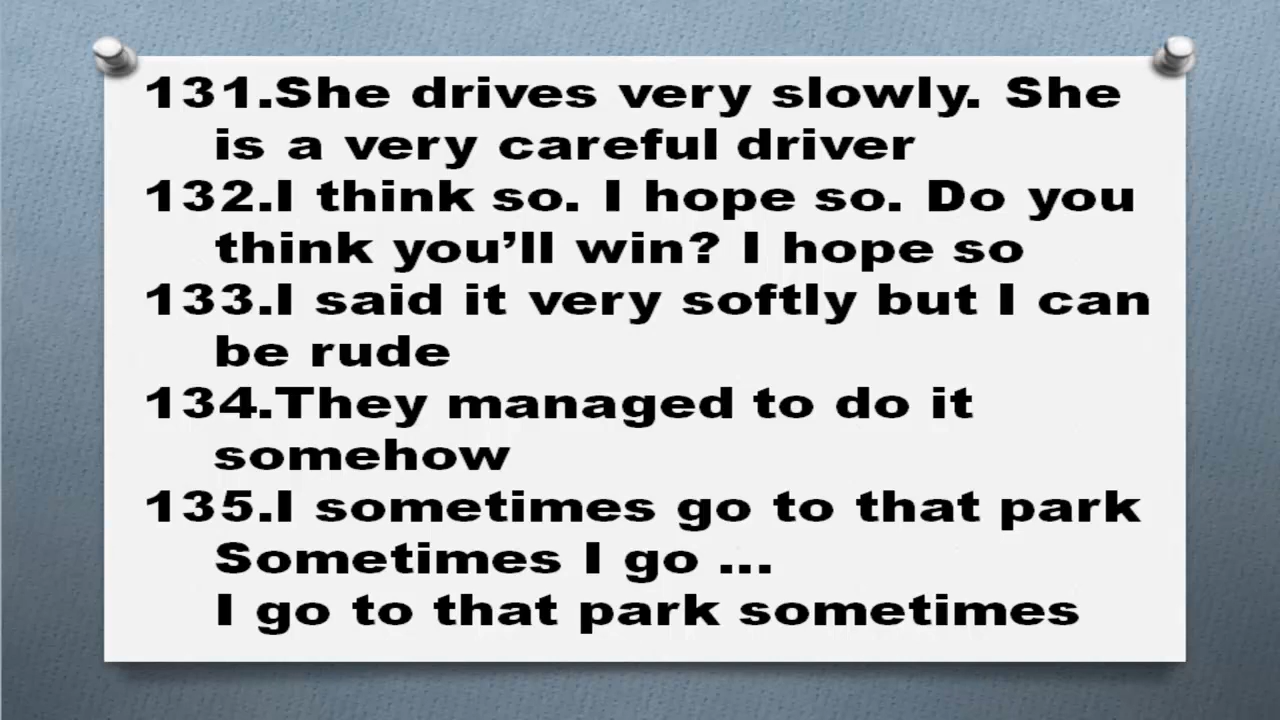 131.She drives very slowly. She
is a very careful driver
132.I think so. I hope so. Do you
think you’ll win? I hope so
133.I said it very softly but I can
be rude
134.They managed to do it
somehow
135.I sometimes go to that park
Sometimes I go ...
I go to that park sometimes